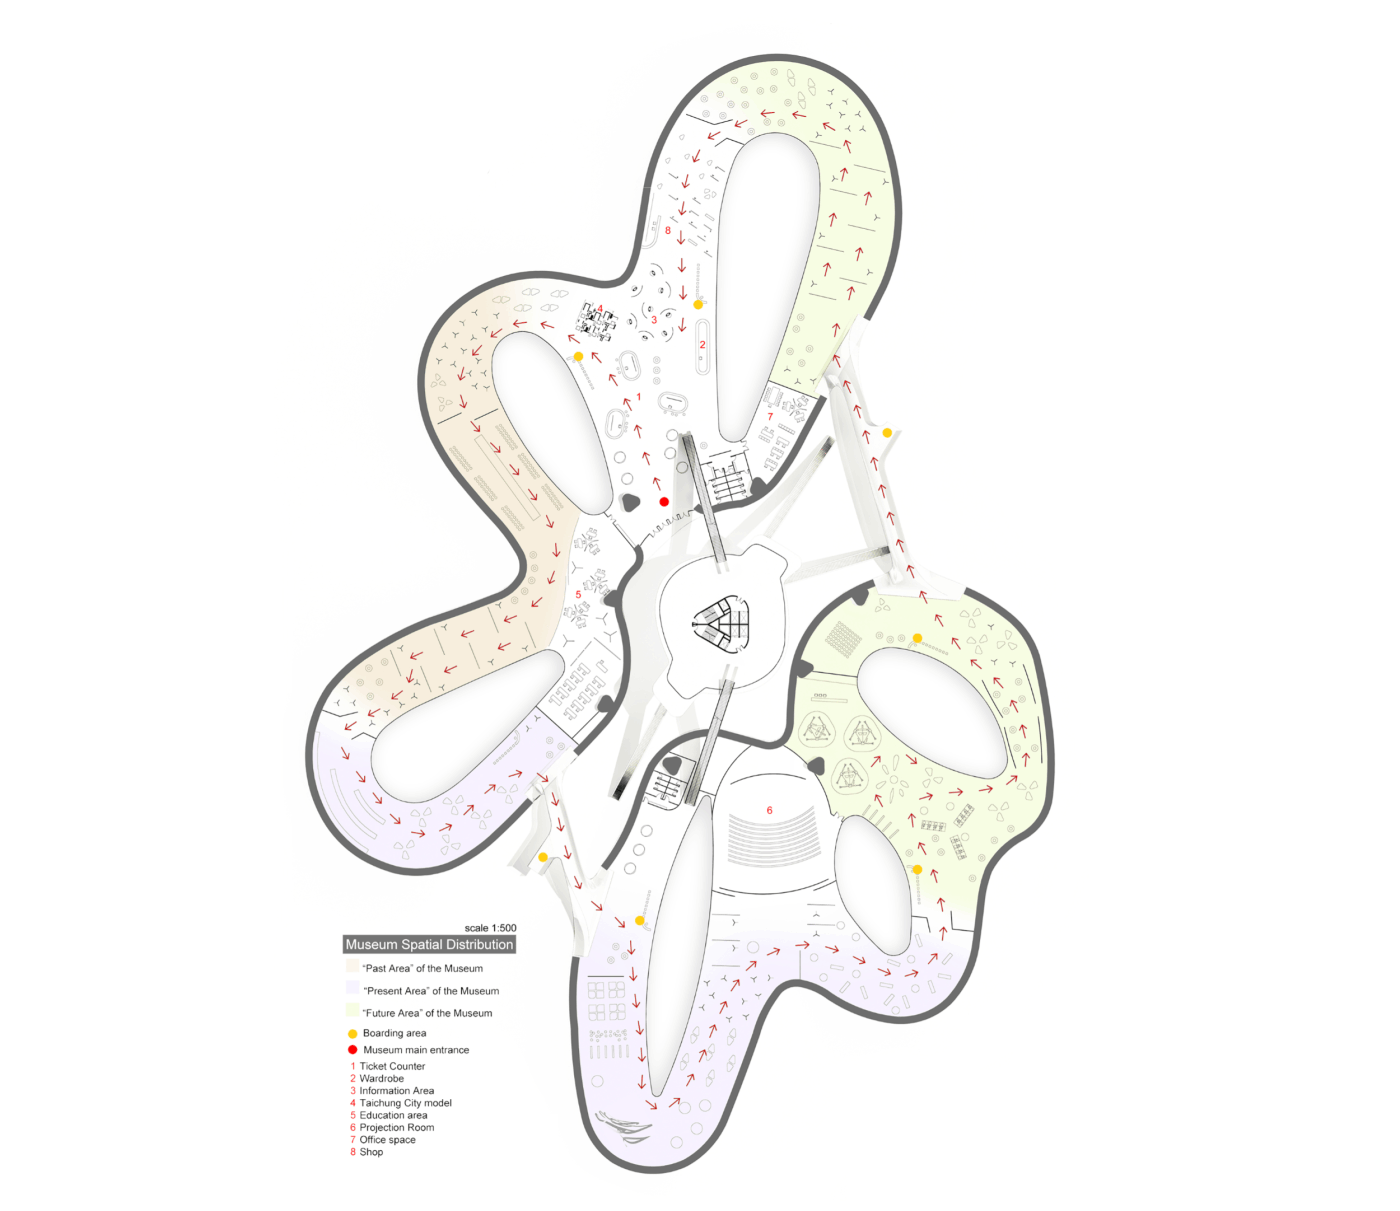 8
4
3
2
1
7
5
6
scale 1:500
Museum Spatial Distribution
“Past Area” of the Museum
“Present Area” of the Museum
“Future Area” of the Museum
Boarding area
Museum main entrance
1 Ticket Counter
2 Wardrobe
3 Information Area
4 Taichung City model
5 Education area
6 Projection Room
7 Office space
8 Shop